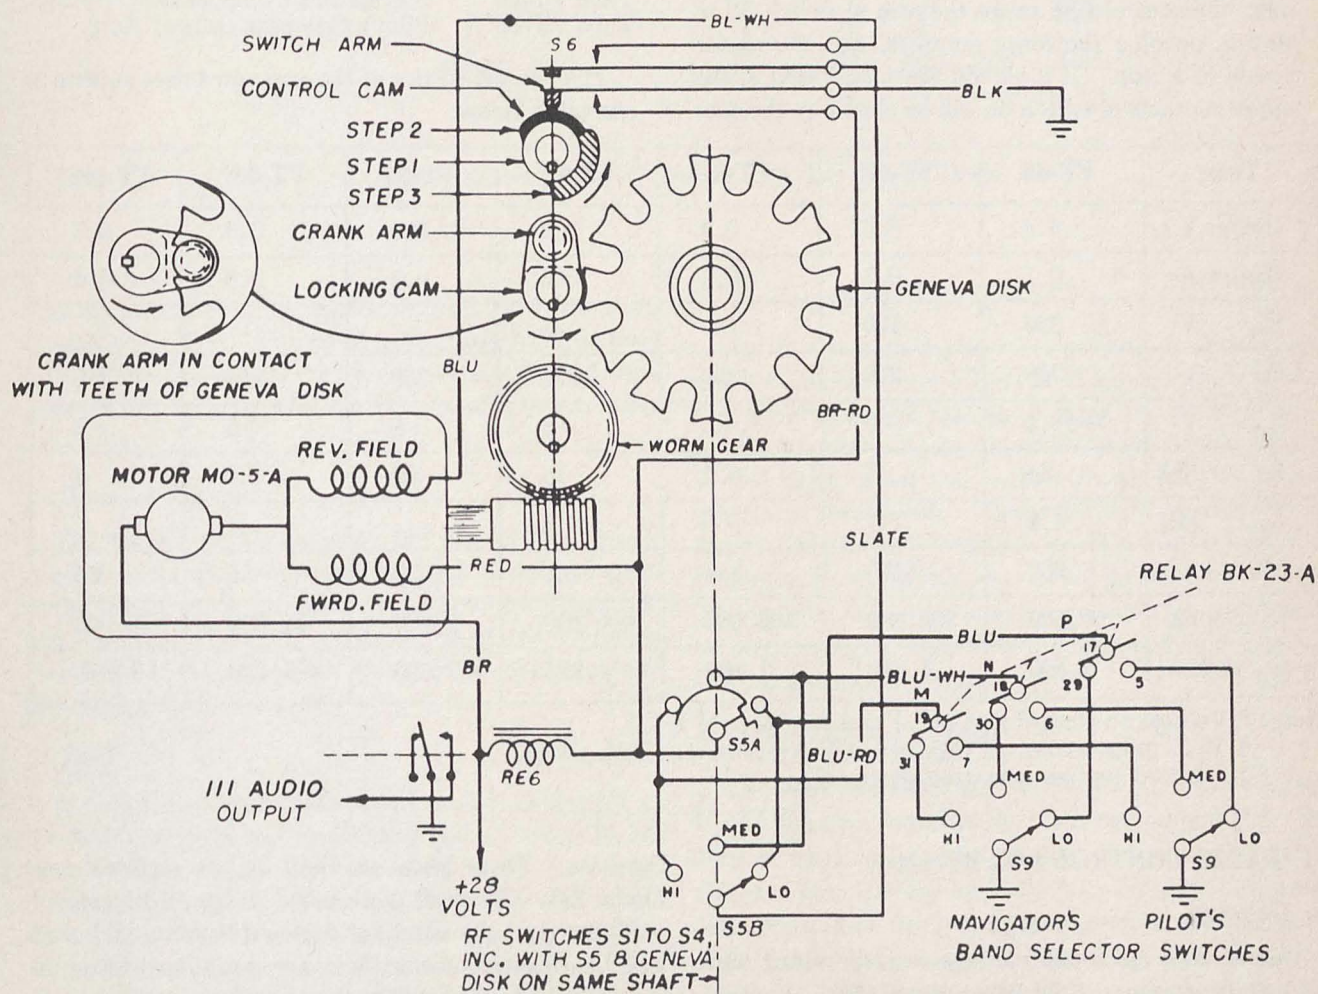 BL-WH
SWITCH ARM
S6
CONTROL CAM
BLK
STEP 2
STEP 1
STEP 3
CRANK ARM
LOCKING CAM
GENEVA DISK
CRANK ARM IN CONTACT
WITH TEETH OF GENEVA DISK
BLU
BR-RD
WORM GEAR
REV. FIELD
MOTOR MO-5-A
SLATE
RED
FWRD. FIELD
RELAY BK-23-A
BLU
P
17
BR
BLU-WH
N
18
29
5
M
19
30
6
S5A
BLU-RD
31
7
RE6
111 AUDIO
OUTPUT
MED
MED
MED
HI
LO
HI
LO
HI
LO
S9
S9
+28
VOLTS
S5B
NAVIGATOR'S
PILOT'S
BAND SELECTOR
SWITCHES
RF SWITCHES S1 TO S4,
INC. WITH S5 & GENEVA
DISK ON SAME SHAFT